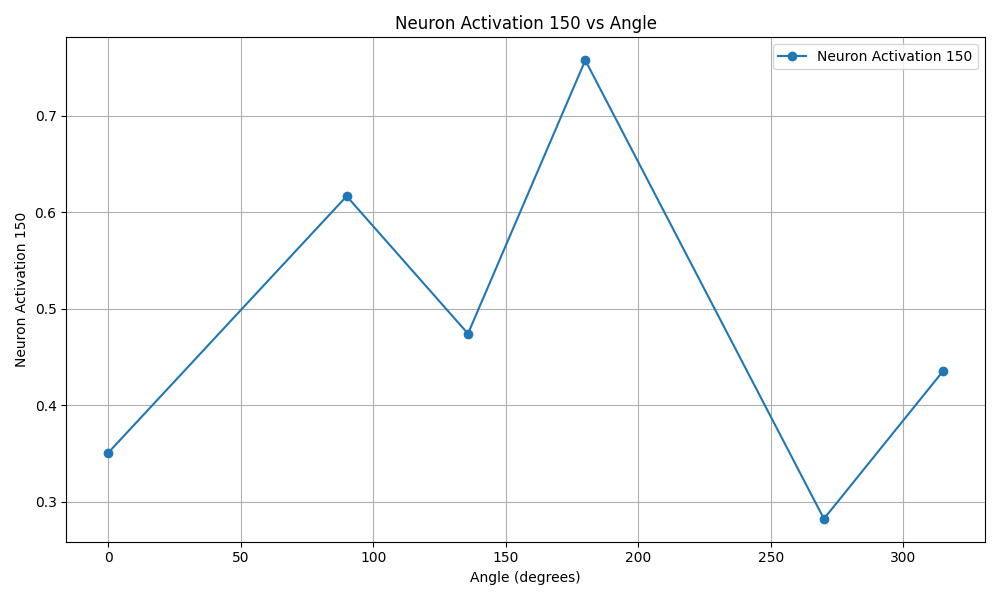 Neuron Activation 150 vs Angle
Neuron Activation 150
Neuron Activation 150
0.7
0.6
0.5
0.4
0.3
0 50 100 150 200 250 300
Angle (degrees)